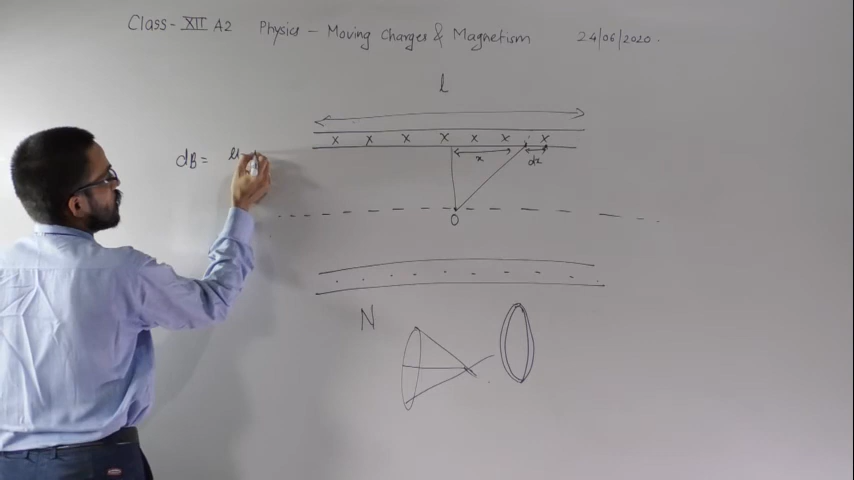 Class-XII A2 Physics - Moving Charges & Magnetism 24/06/2020.
l
x x x x x x x
x dx
dB = μ
O
N